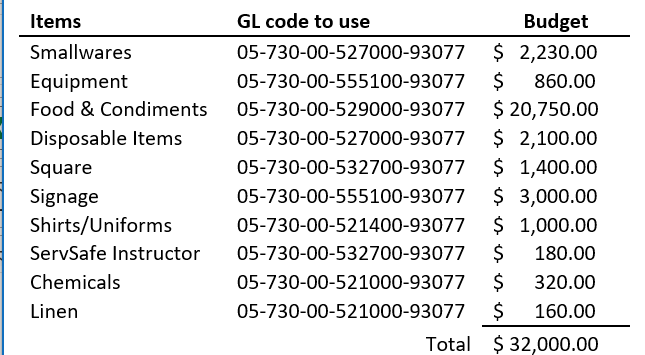 Items GL code to use Budget
Smallwares 05-730-00-527000-93077 $ 2,230.00
Equipment 05-730-00-555100-93077 $ 860.00
Food & Condiments 05-730-00-529000-93077 $ 20,750.00
Disposable Items 05-730-00-527000-93077 $ 2,100.00
Square 05-730-00-532700-93077 $ 1,400.00
Signage 05-730-00-555100-93077 $ 3,000.00
Shirts/Uniforms 05-730-00-521400-93077 $ 1,000.00
ServSafe Instructor 05-730-00-532700-93077 $ 180.00
Chemicals 05-730-00-521000-93077 $ 320.00
Linen 05-730-00-521000-93077 $ 160.00
Total $ 32,000.00